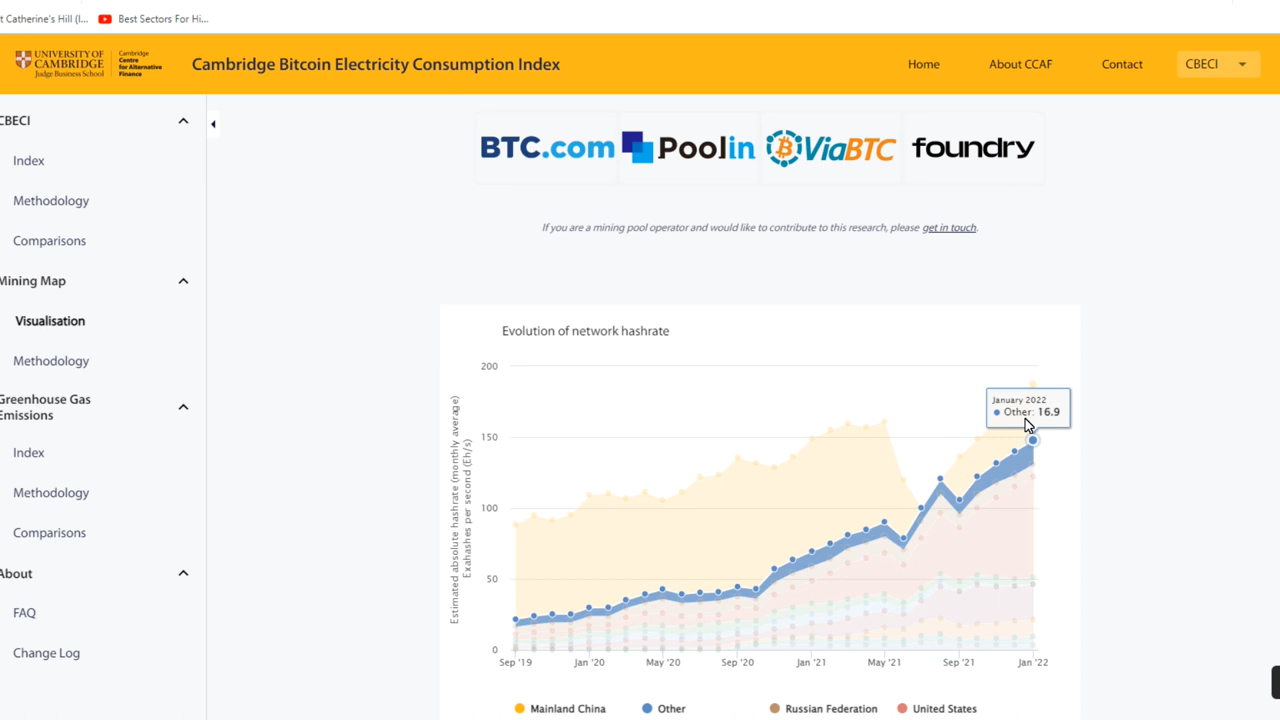 t Catherine's Hill (I...
Best Sectors For Hi...
UNIVERSITY OF
CAMBRIDGE
Judge Business School
Cambridge
Centre
for Alternative
Finance
Cambridge Bitcoin Electricity Consumption Index
Home
About CCAF
Contact
CBECI
CBECI
Index
Methodology
Comparisons
Mining Map
Visualisation
Methodology
Greenhouse Gas
Emissions
Index
Methodology
Comparisons
About
FAQ
Change Log
BTC.com
Poolin
ViaBTC
foundry
If you are a mining pool operator and would like to contribute to this research, please get in touch.
Evolution of network hashrate
Estimated absolute hashrate (monthly average)
Exahashes per second (Eh/s)
200
150
100
50
0
January 2022
Other: 16.9
Sep '19
Jan '20
May '20
Sep '20
Jan '21
May '21
Sep '21
Jan '22
Mainland China
Other
Russian Federation
United States